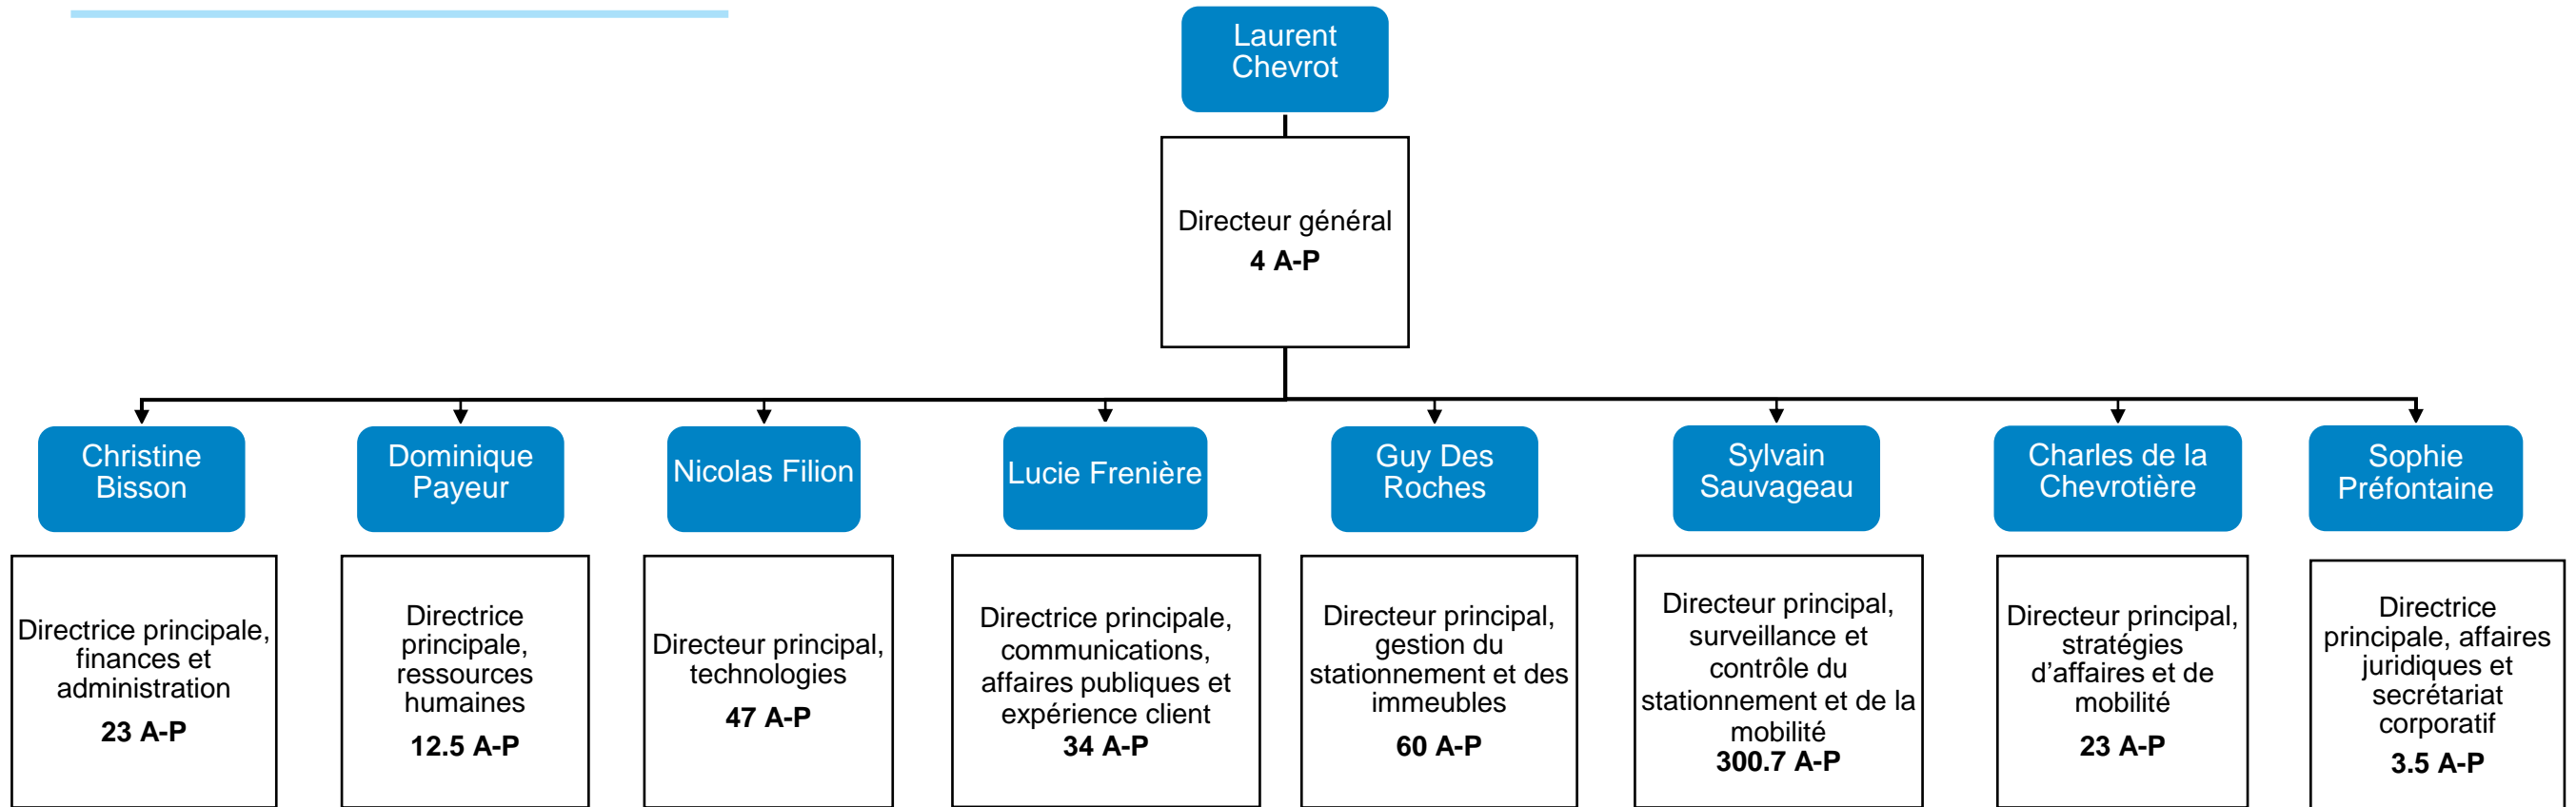 Laurent
Chevrot
Directeur général
4 A-P
Christine
Bisson
Directrice principale,
finances et
administration
23 A-P
Dominique
Payeur
Directrice
principale,
ressources
humaines
12.5 A-P
Nicolas Filion
Directeur principal,
technologies
47 A-P
Lucie Frenière
Directrice principale,
communications,
affaires publiques et
expérience client
34 A-P
Guy Des
Roches
Directeur principal,
gestion du
stationnement et des
immeubles
60 A-P
Sylvain
Sauvageau
Directeur principal,
surveillance et
contrôle du
stationnement et de la
mobilité
300.7 A-P
Charles de la
Chevrotière
Directeur principal,
stratégies
d’affaires et de
mobilité
23 A-P
Sophie
Préfontaine
Directrice
principale, affaires
juridiques et
secrétariat
corporatif
3.5 A-P